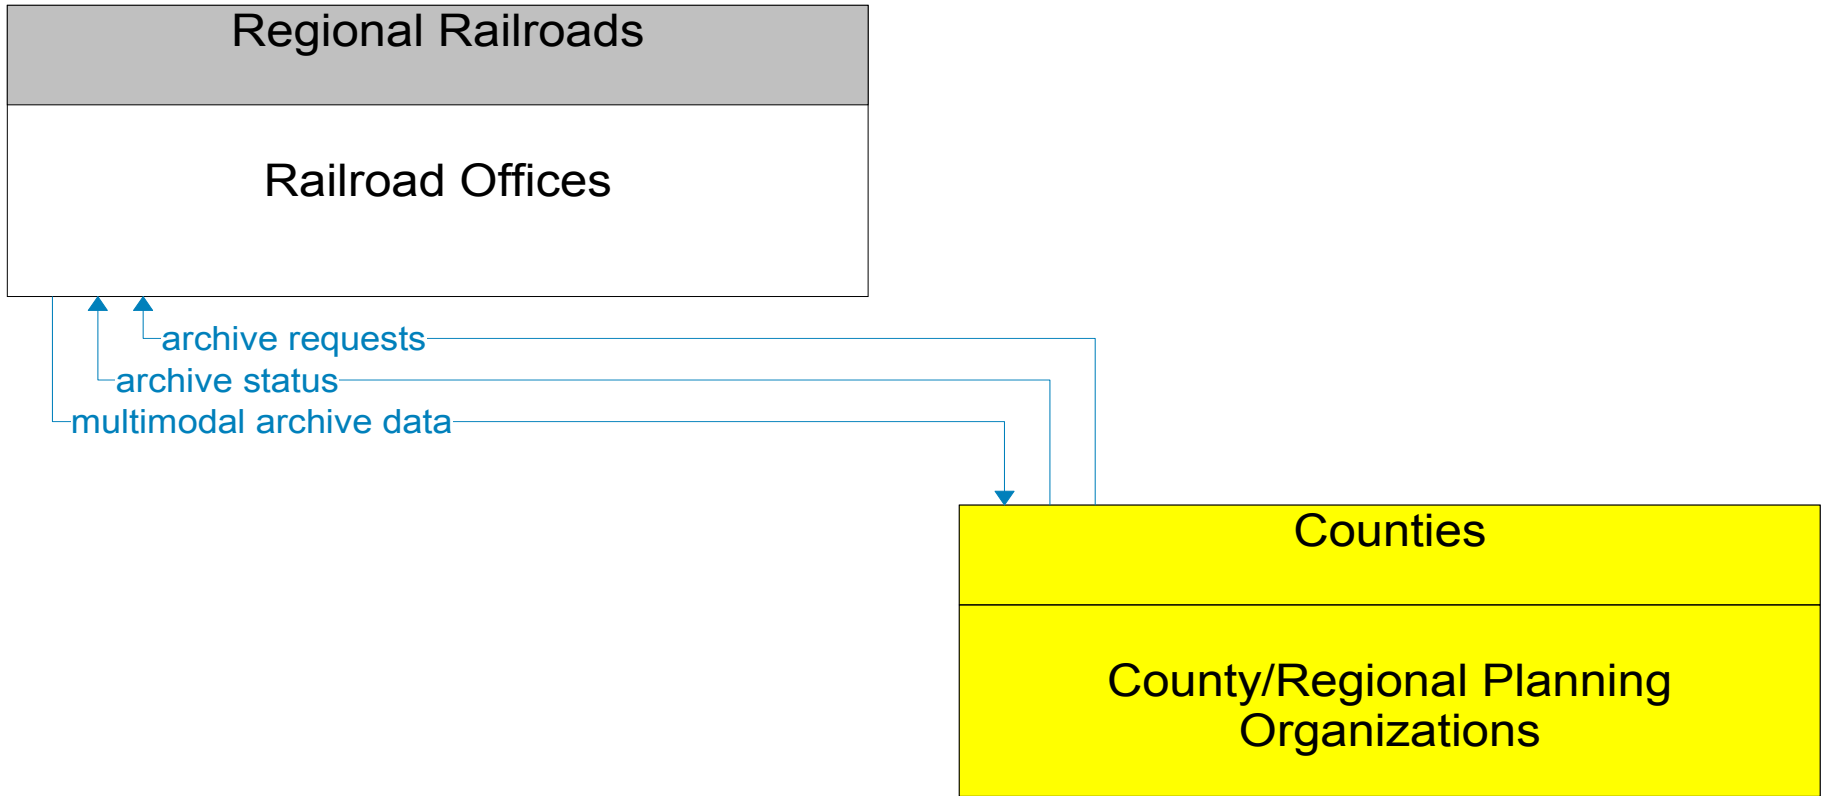 Regional Railroads
Railroad Offices
archive requests
archive status
multimodal archive data
Counties
County/Regional Planning
Organizations